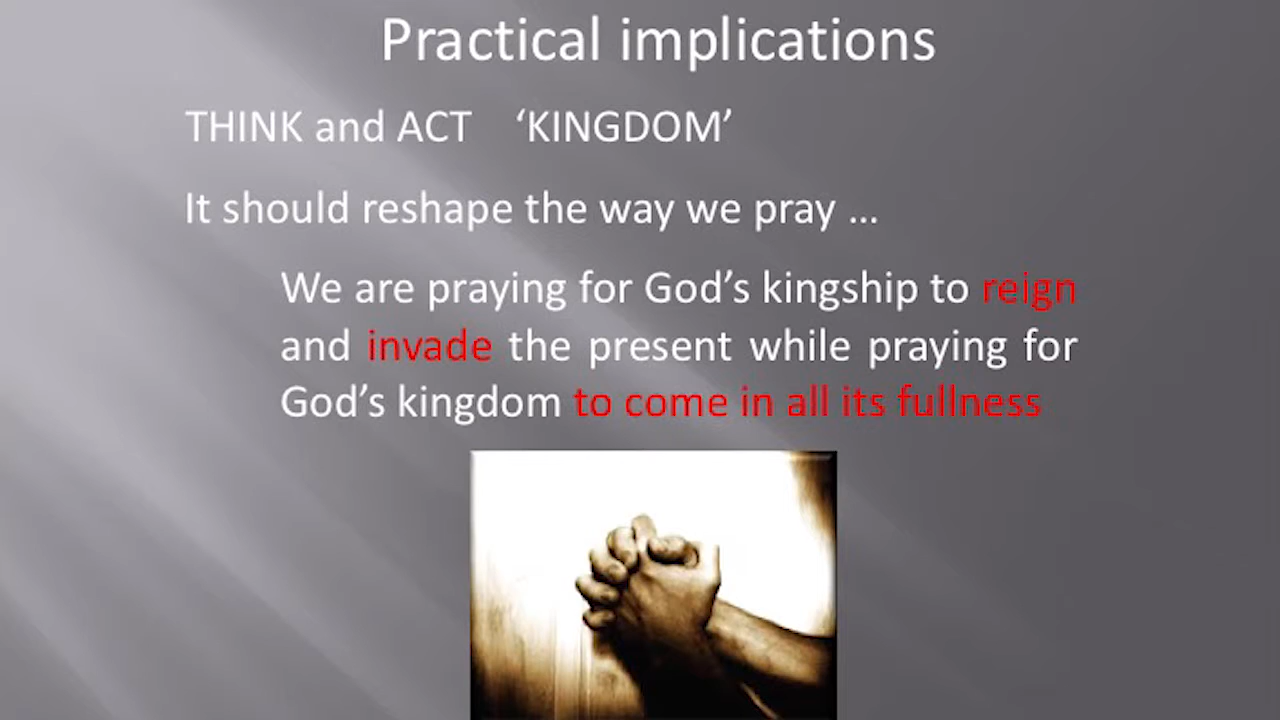 Practical implications
THINK and ACT ‘KINGDOM’
It should reshape the way we pray …
We are praying for God’s kingship to reign
and invade the present while praying for
God’s kingdom to come in all its fullness